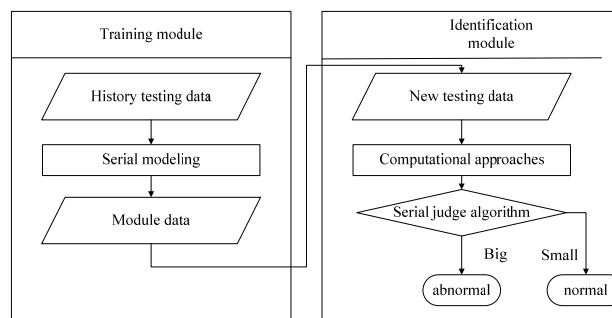 Training module
History testing data
Serial modeling
Module data
Identification
module
New testing data
Computational approaches
Serial judge algorithm
Big
Small
abnormal
normal